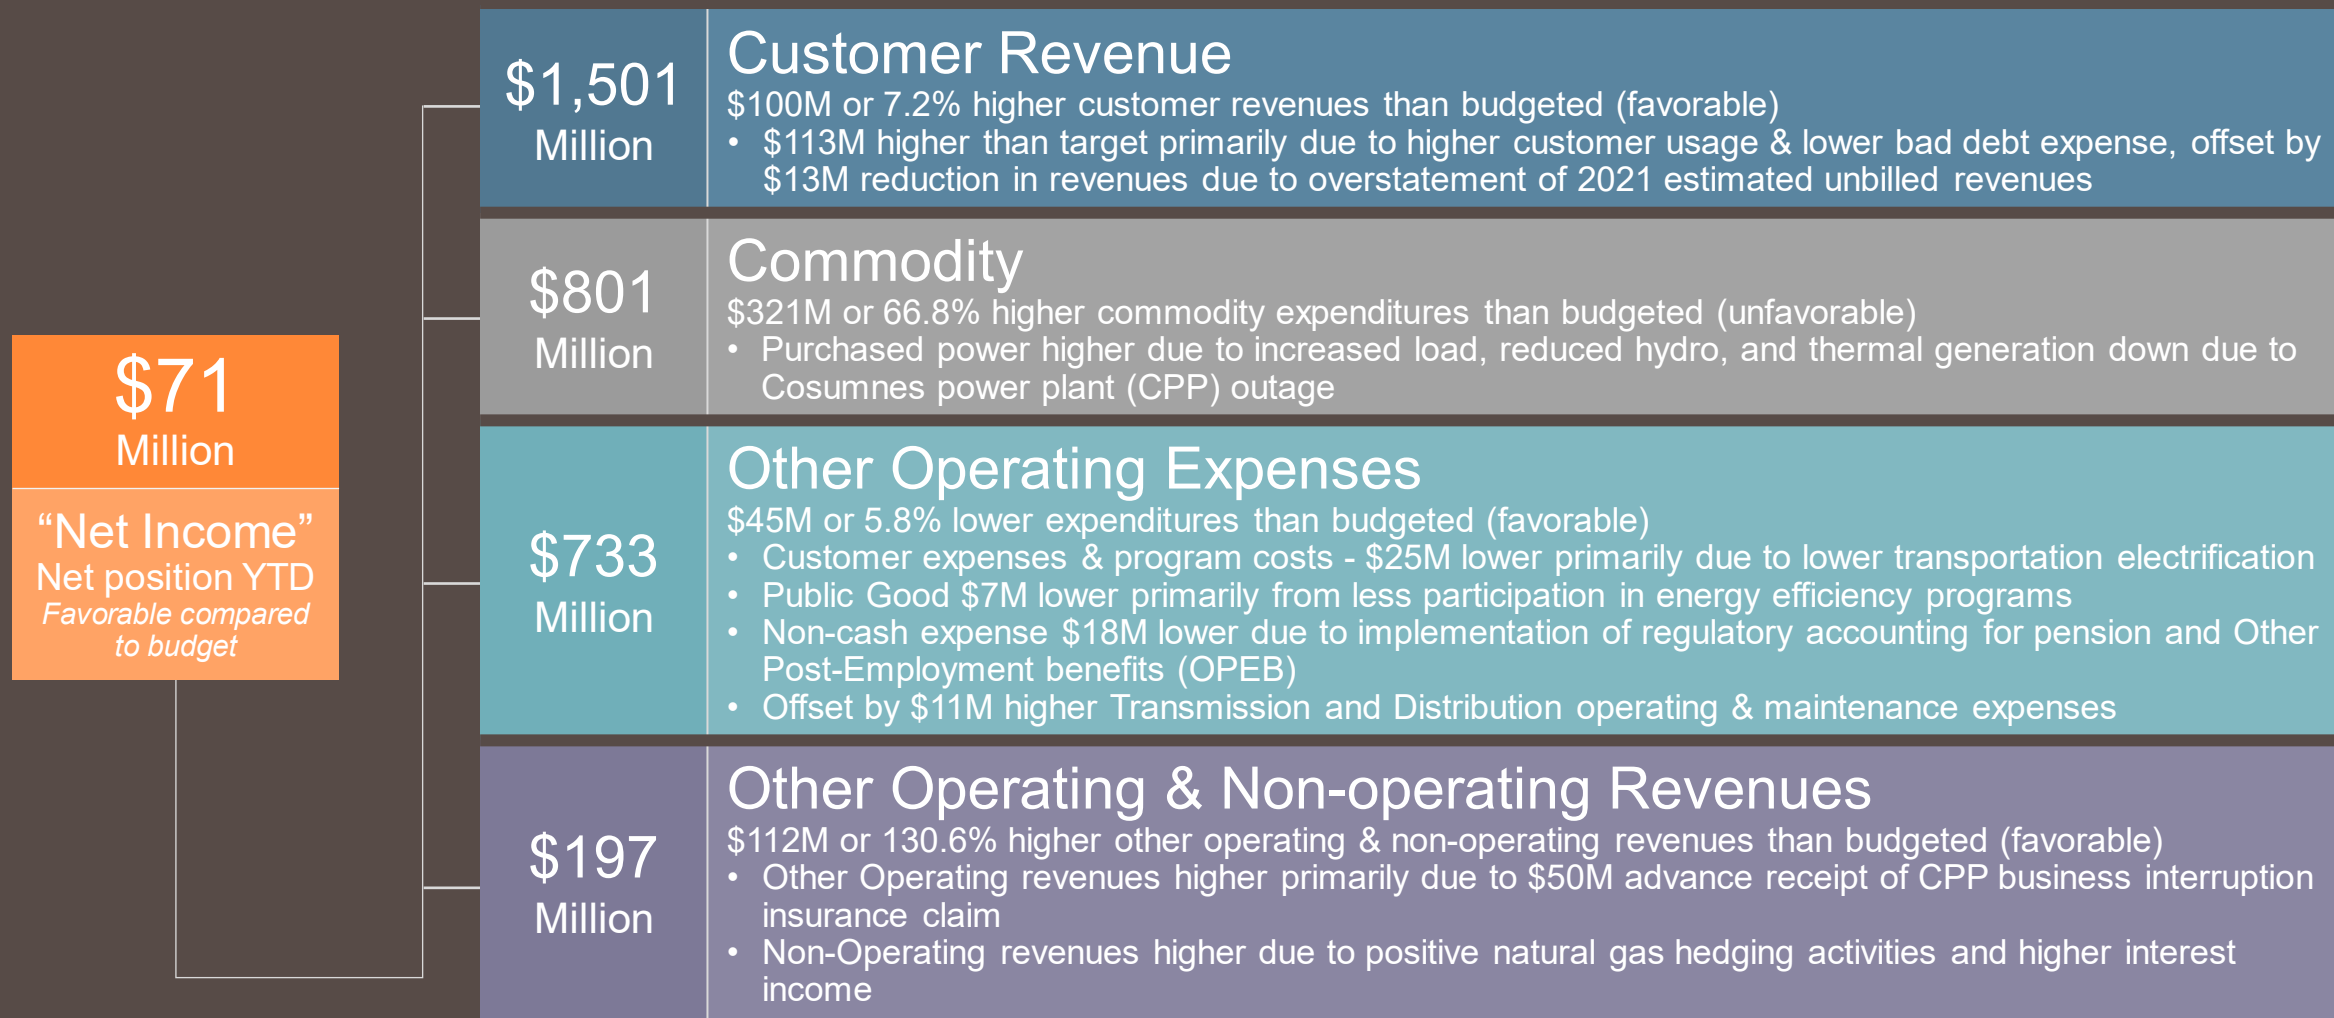 $71
Million
“Net Income”
Net position YTD
Favorable compared
to budget
$1,501
Million
Customer Revenue
$100M or 7.2% higher customer revenues than budgeted (favorable)
• $113M higher than target primarily due to higher customer usage & lower bad debt expense, offset by
$13M reduction in revenues due to overstatement of 2021 estimated unbilled revenues
$801
Million
Commodity
$321M or 66.8% higher commodity expenditures than budgeted (unfavorable)
• Purchased power higher due to increased load, reduced hydro, and thermal generation down due to
Cosumnes power plant (CPP) outage
$733
Million
Other Operating Expenses
$45M or 5.8% lower expenditures than budgeted (favorable)
• Customer expenses & program costs - $25M lower primarily due to lower transportation electrification
• Public Good $7M lower primarily from less participation in energy efficiency programs
• Non-cash expense $18M lower due to implementation of regulatory accounting for pension and Other
Post-Employment benefits (OPEB)
• Offset by $11M higher Transmission and Distribution operating & maintenance expenses
$197
Million
Other Operating & Non-operating Revenues
$112M or 130.6% higher other operating & non-operating revenues than budgeted (favorable)
• Other Operating revenues higher primarily due to $50M advance receipt of CPP business interruption
insurance claim
• Non-Operating revenues higher due to positive natural gas hedging activities and higher interest
income